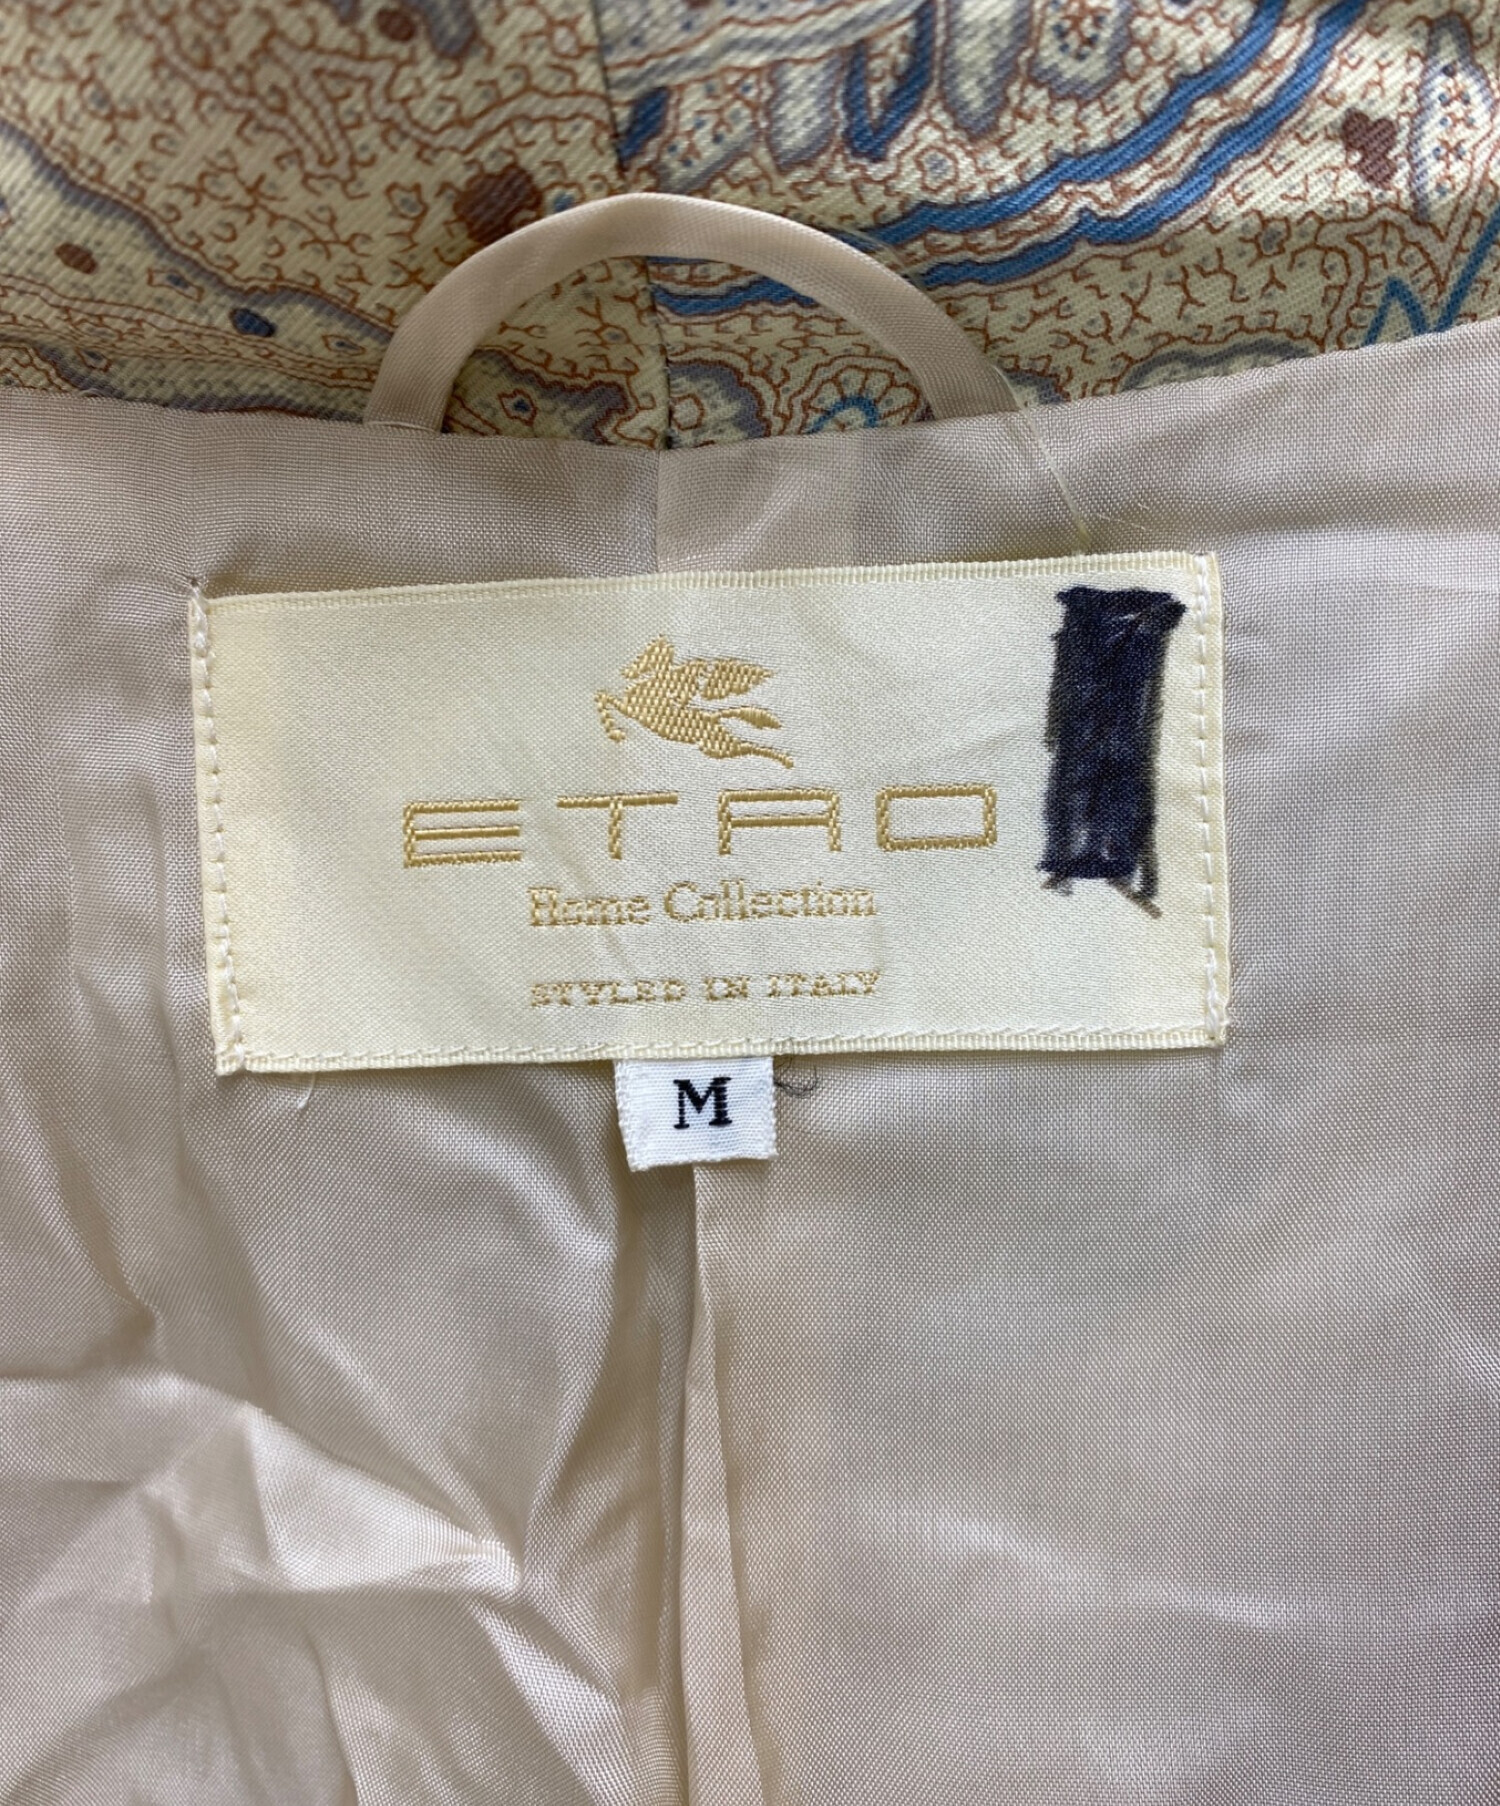 ETRO
Home Collection
STYLED IN ITALY
M